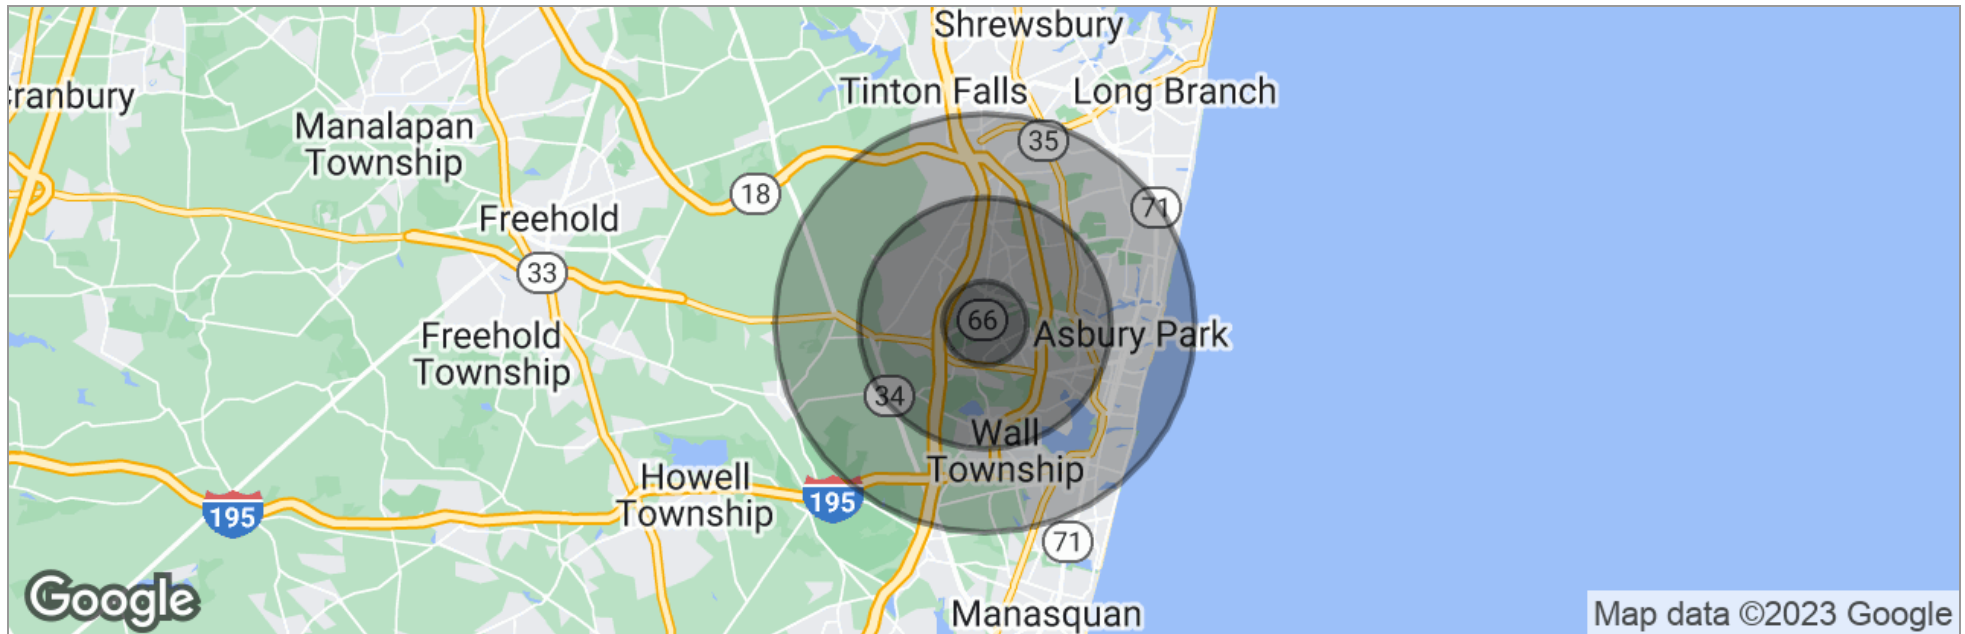 Shrewsbury
Cranbury
Tinton Falls
Long Branch
Manalapan
Township
35
18
71
Freehold
33
66
Freehold
Township
Asbury Park
34
Wall
Township
Howell
Township
195
195
71
Google
Manasquan
Map data ©2023 Google